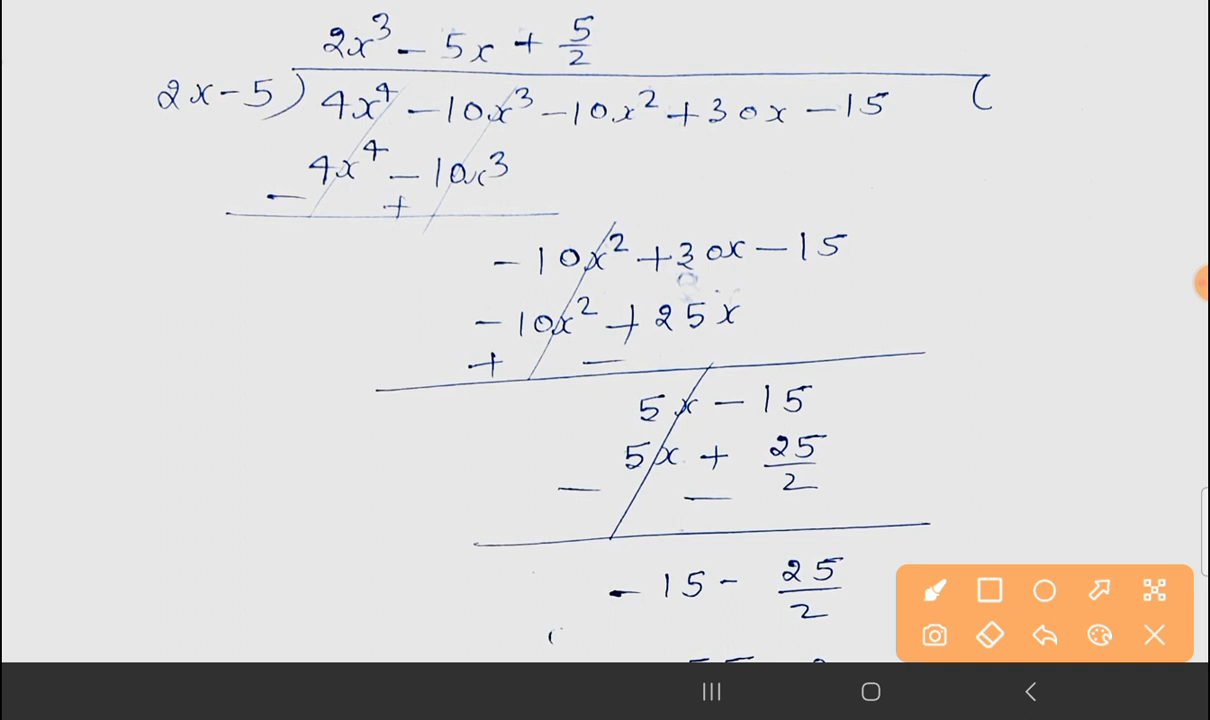 2x³ - 5x + 5/2
2x - 5 ) 4x⁴ - 10x³ - 10x² + 30x - 15 (
4x⁴ - 10x³
- +
- 10x² + 30x - 15
- 10x² + 25x
+ -
5x - 15
5x + 25/2
- -
- 15 - 25/2